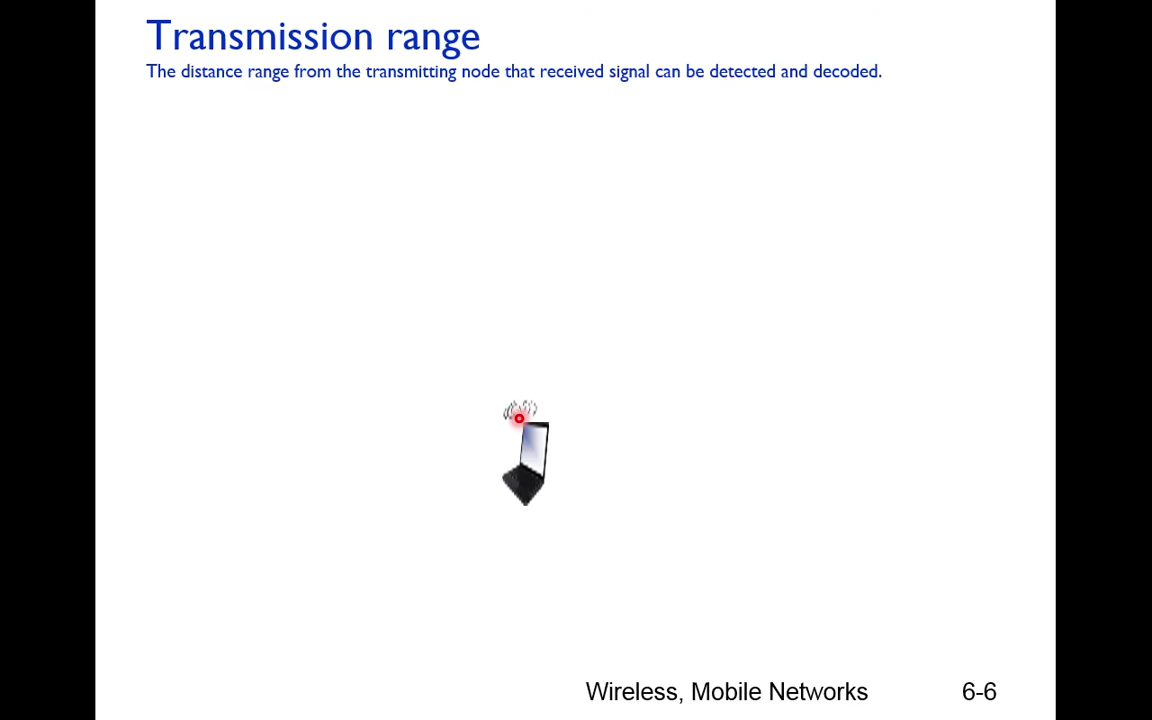 Transmission range
The distance range from the transmitting node that received signal can be detected and decoded.
Wireless, Mobile Networks 6-6